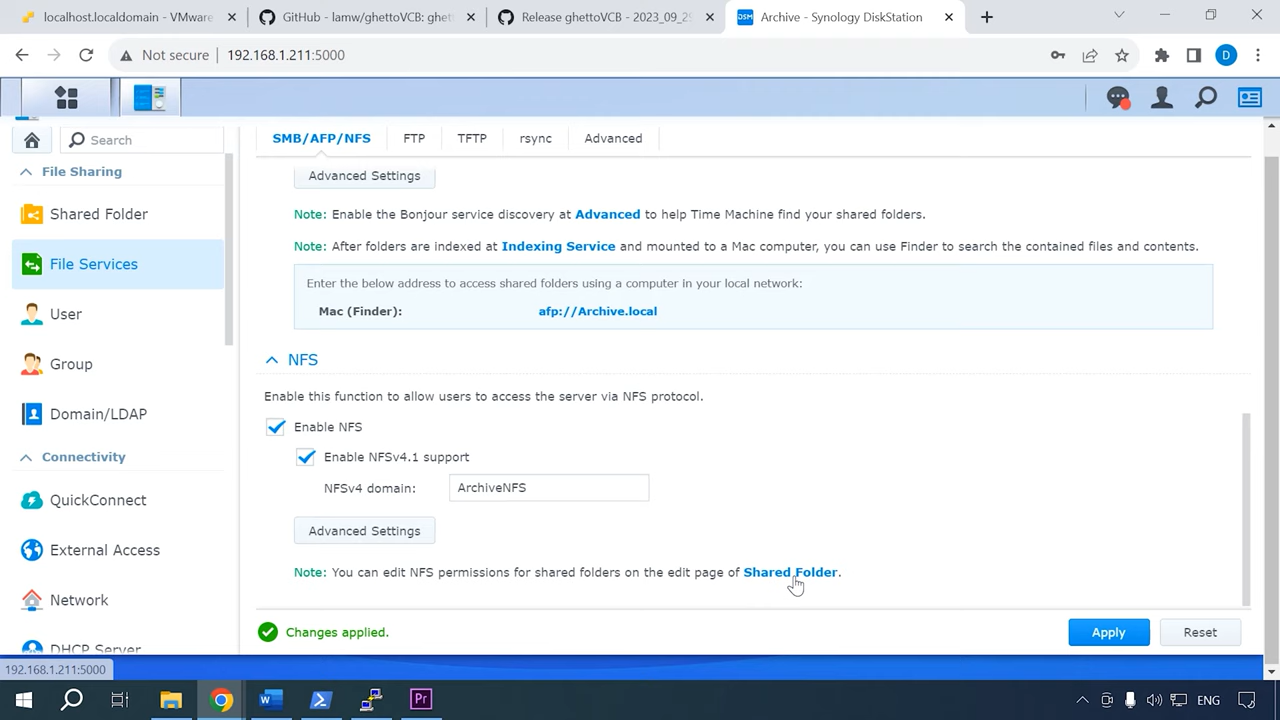 localhost.localdomain - VMware
GitHub - lamw/ghettoVCB: ghet
Release ghettoVCB - 2023_09_25
Archive - Synology DiskStation
Not secure
192.168.1.211:5000
D
Search
SMB/AFP/NFS
FTP
TFTP
rsync
Advanced
File Sharing
Shared Folder
File Services
User
Group
Domain/LDAP
Connectivity
QuickConnect
External Access
Network
DHCP Server
Advanced Settings
Note: Enable the Bonjour service discovery at Advanced to help Time Machine find your shared folders.
Note: After folders are indexed at Indexing Service and mounted to a Mac computer, you can use Finder to search the contained files and contents.
Enter the below address to access shared folders using a computer in your local network:
Mac (Finder): afp://Archive.local
NFS
Enable this function to allow users to access the server via NFS protocol.
Enable NFS
Enable NFSv4.1 support
NFSv4 domain: ArchiveNFS
Advanced Settings
Note: You can edit NFS permissions for shared folders on the edit page of Shared Folder.
Changes applied.
Apply
Reset
192.168.1.211:5000
ENG